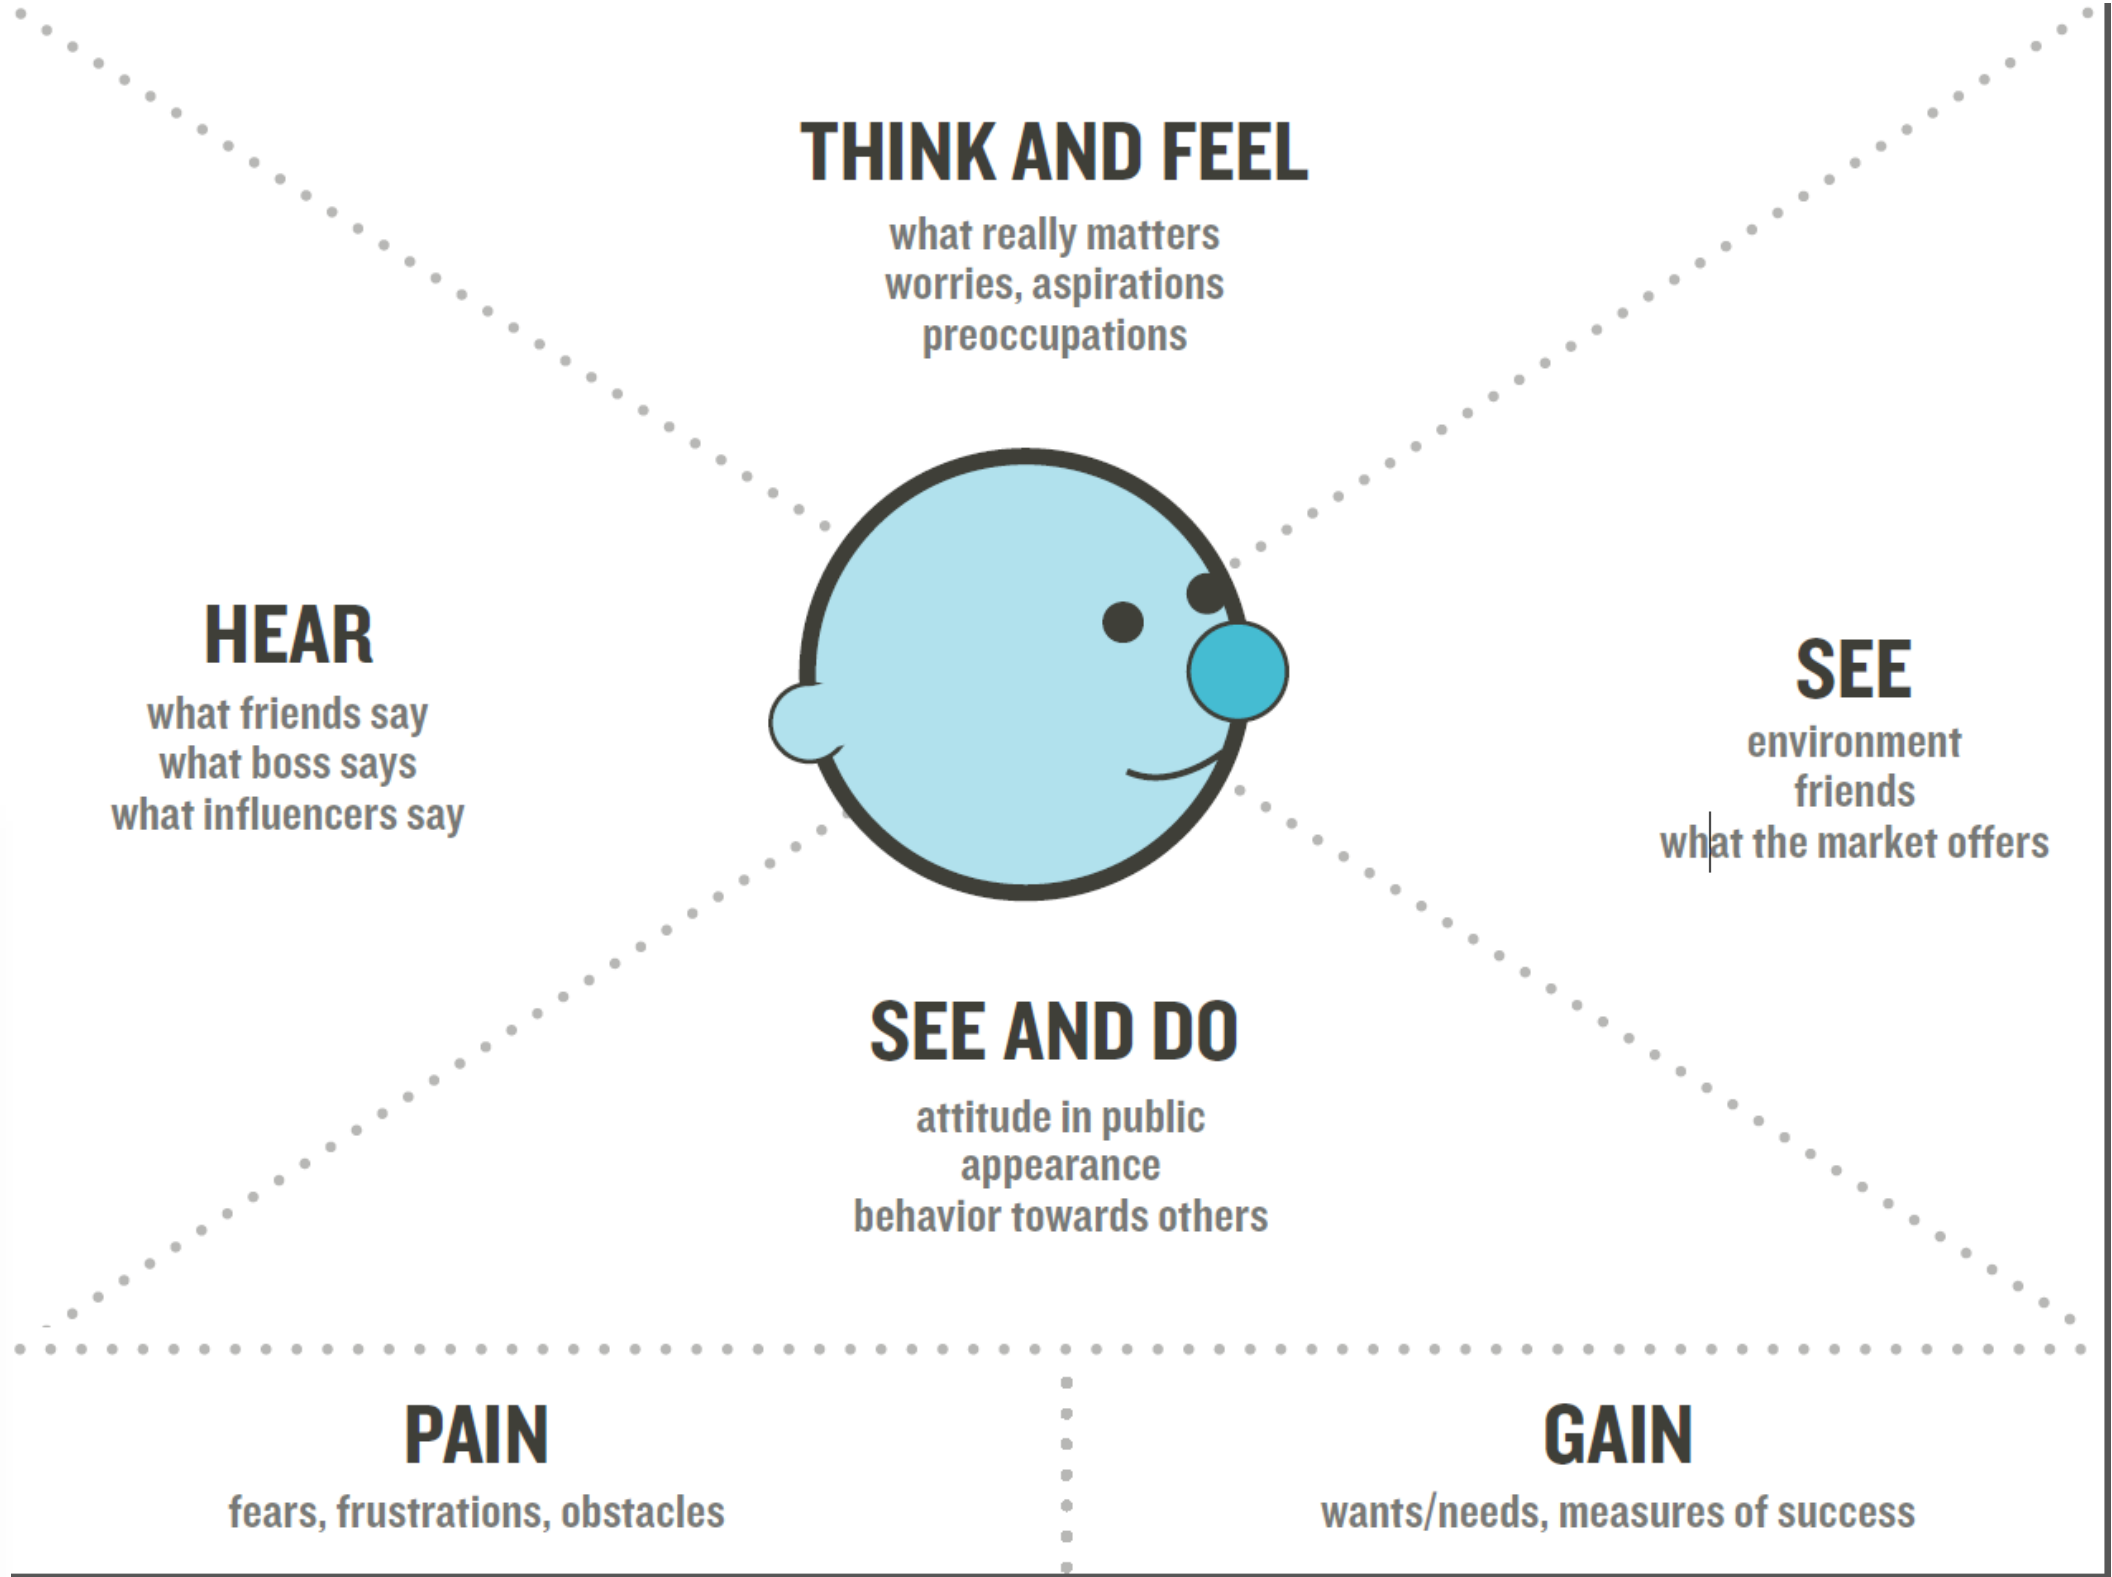 THINK AND FEEL
what really matters
worries, aspirations
preoccupations
HEAR
what friends say
what boss says
what influencers say
SEE
environment
friends
what the market offers
SEE AND DO
attitude in public
appearance
behavior towards others
PAIN
fears, frustrations, obstacles
GAIN
wants/needs, measures of success